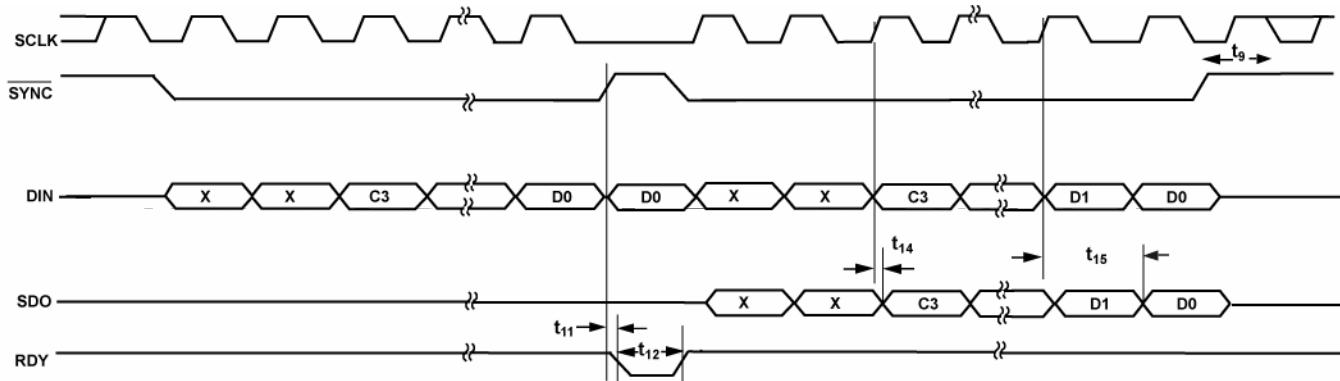 SCLK
t9
SYNC
DIN X X C3 D0 D0 X X C3 D1 D0
t14 t15
SDO X X C3 D1 D0
t11 t12
RDY